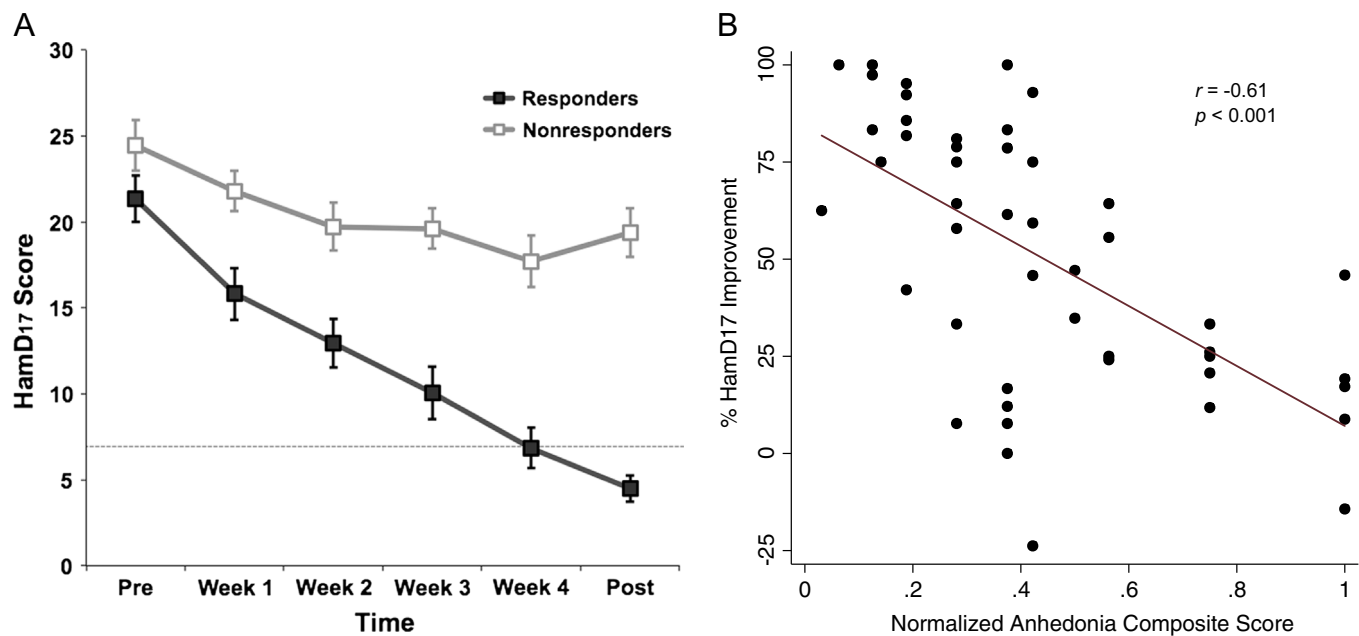 A
30
25
20
15
10
5
0
HamD17 Score
Responders
Nonresponders
Pre
Week 1
Week 2
Week 3
Week 4
Post
Time
B
100
75
50
25
0
-25
% HamD17 Improvement
r = -0.61
p < 0.001
0
.2
.4
.6
.8
1
Normalized Anhedonia Composite Score